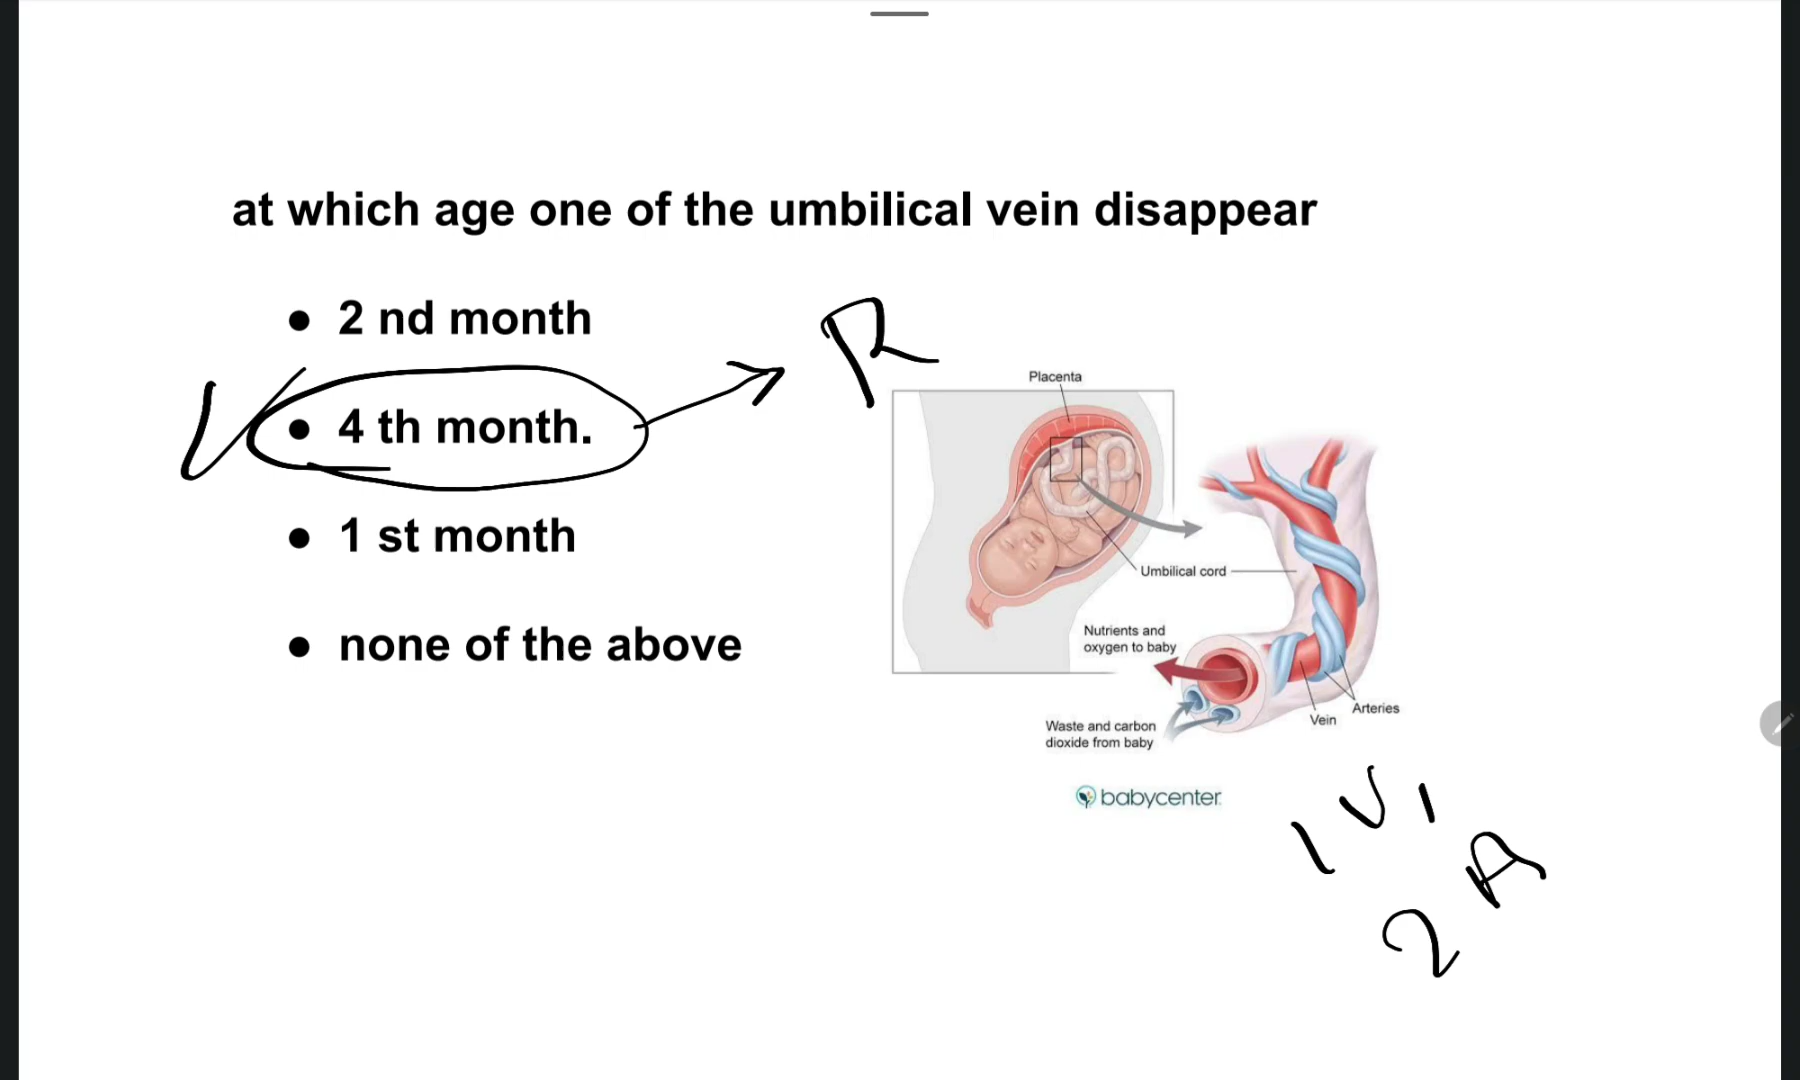 at which age one of the umbilical vein disappear
● 2 nd month
● 4 th month.
● 1 st month
● none of the above
R
Placenta
Umbilical cord
Nutrients and
oxygen to baby
Waste and carbon
dioxide from baby
Vein
Arteries
babycenter
1 V,
2 A